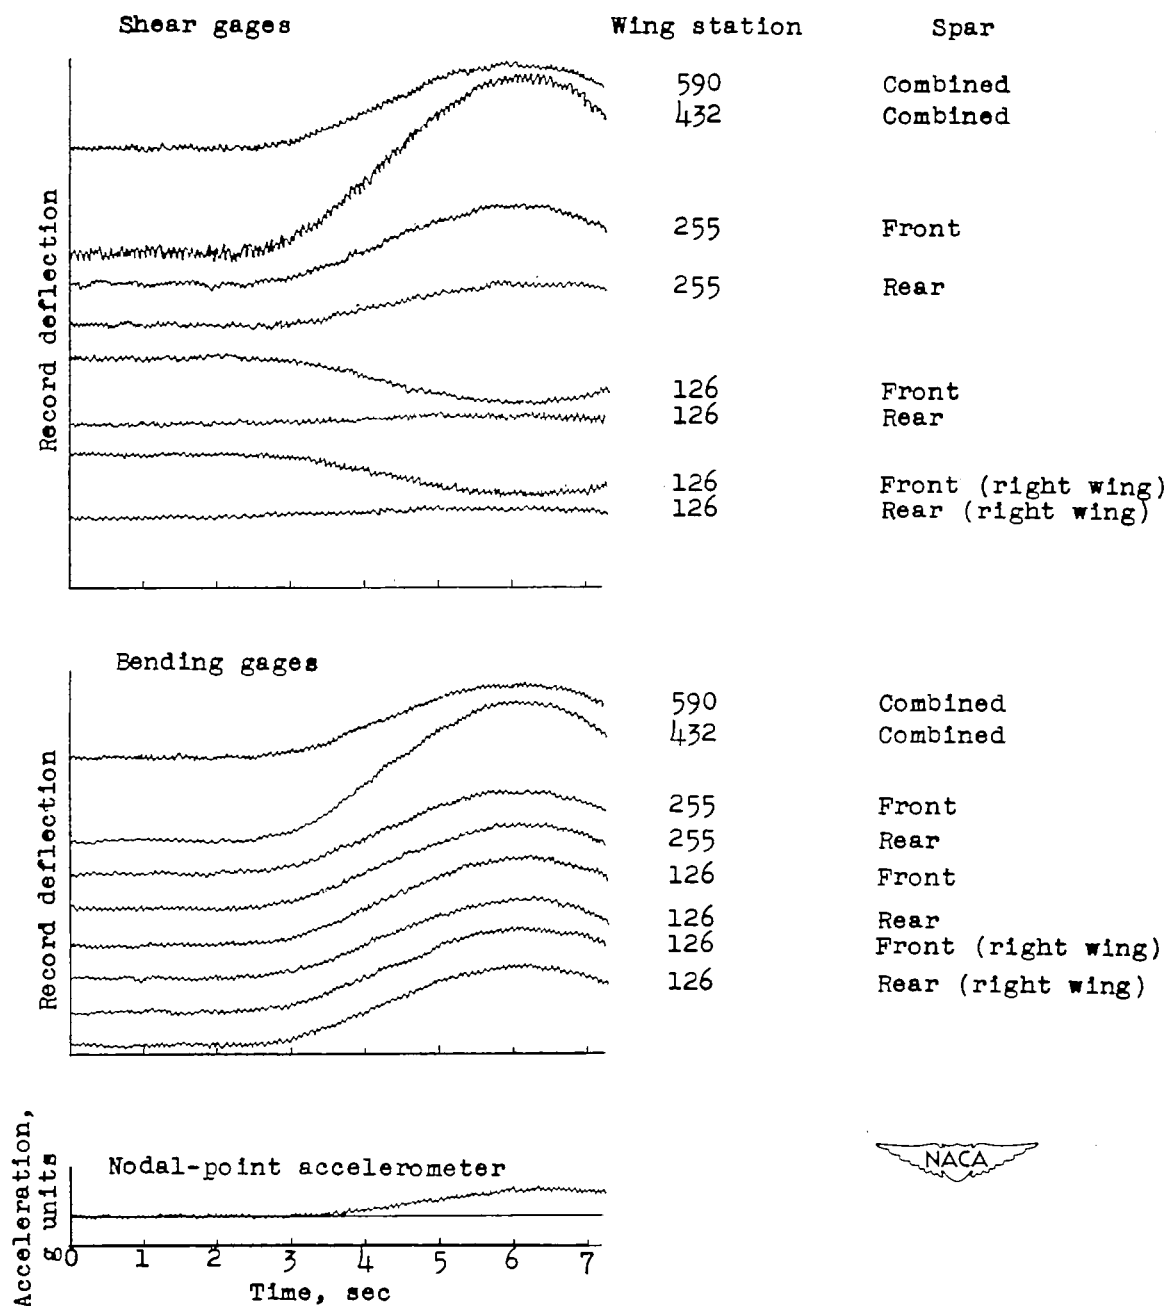 Shear gages Wing station Spar
590 Combined
432 Combined
255 Front
255 Rear
126 Front
126 Rear
126 Front (right wing)
126 Rear (right wing)
Record deflection
Bending gages
590 Combined
432 Combined
255 Front
255 Rear
126 Front
126 Rear
126 Front (right wing)
126 Rear (right wing)
Record deflection
Nodal-point accelerometer
Acceleration,
g units
NACA
0 1 2 3 4 5 6 7
Time, sec